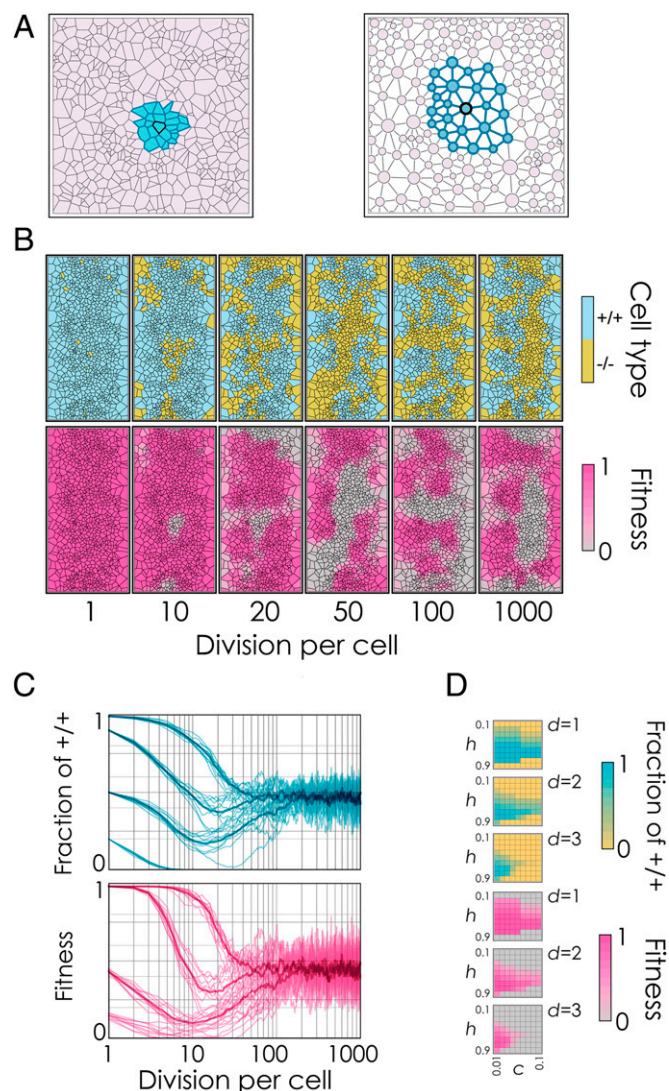 A
B
+/+
-/-
Cell type
1
0
Fitness
1 10 20 50 100 1000
Division per cell
C
1
0
Fraction of +/+
1
0
Fitness
1 10 100 1000
Division per cell
D
0.1
h
0.9
d=1
0.1
h
0.9
d=2
0.1
h
0.9
d=3
1
0
Fraction of +/+
0.1
h
0.9
d=1
0.1
h
0.9
d=2
0.1
h
0.9
d=3
1
0
Fitness
0.1
c